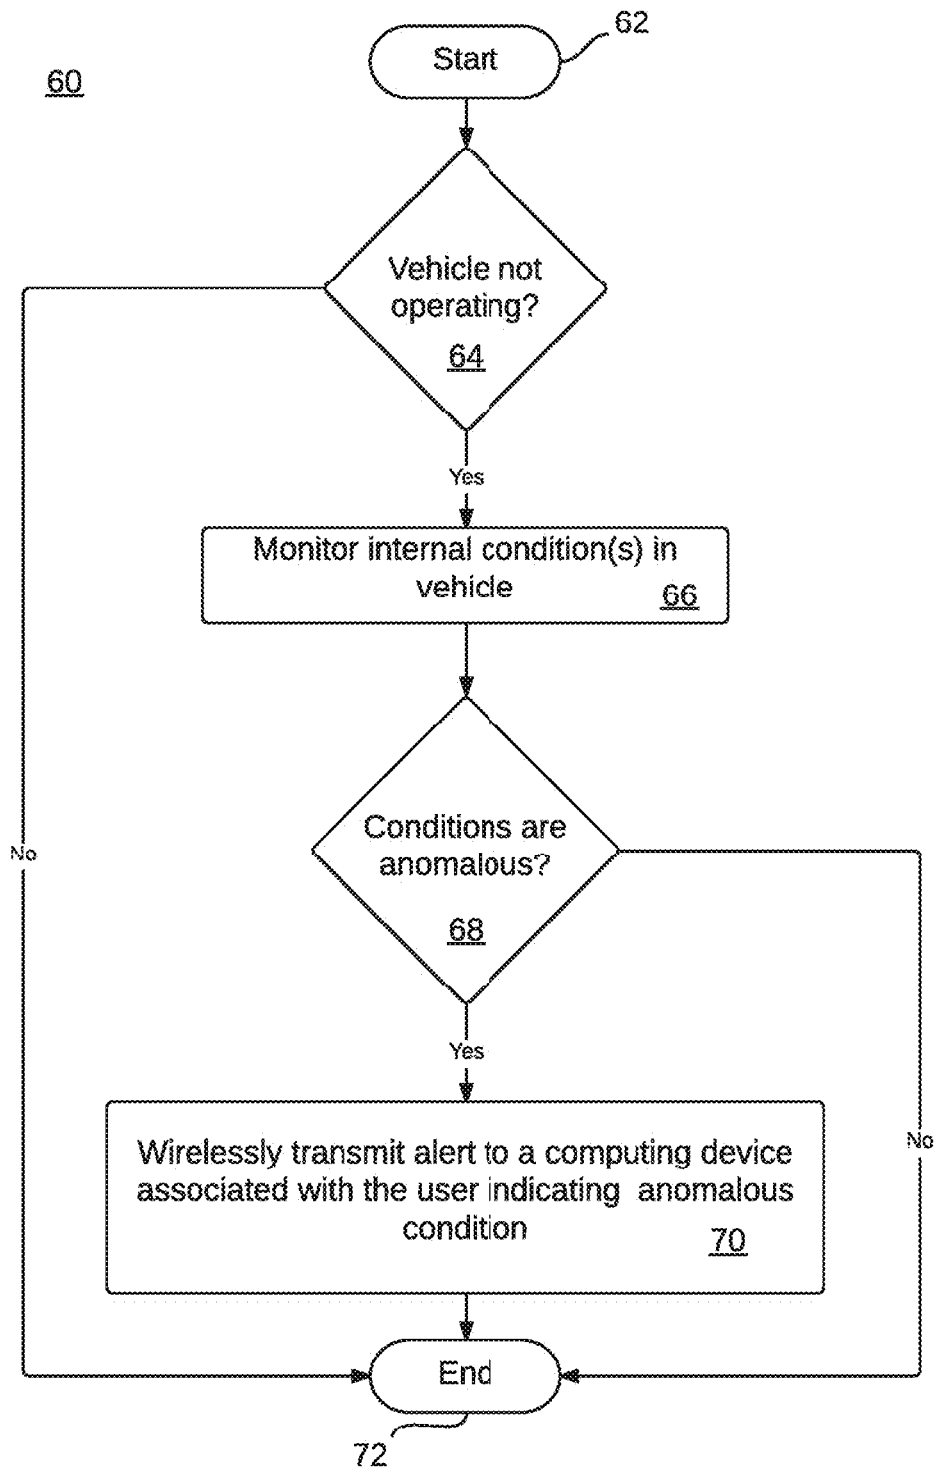 62
Start
60
Vehicle not
operating?
64
Yes
Monitor internal condition(s) in
vehicle
66
Conditions are
anomalous?
No
68
Yes
No
Wirelessly transmit alert to a computing device
associated with the user indicating anomalous
condition
70
End
72